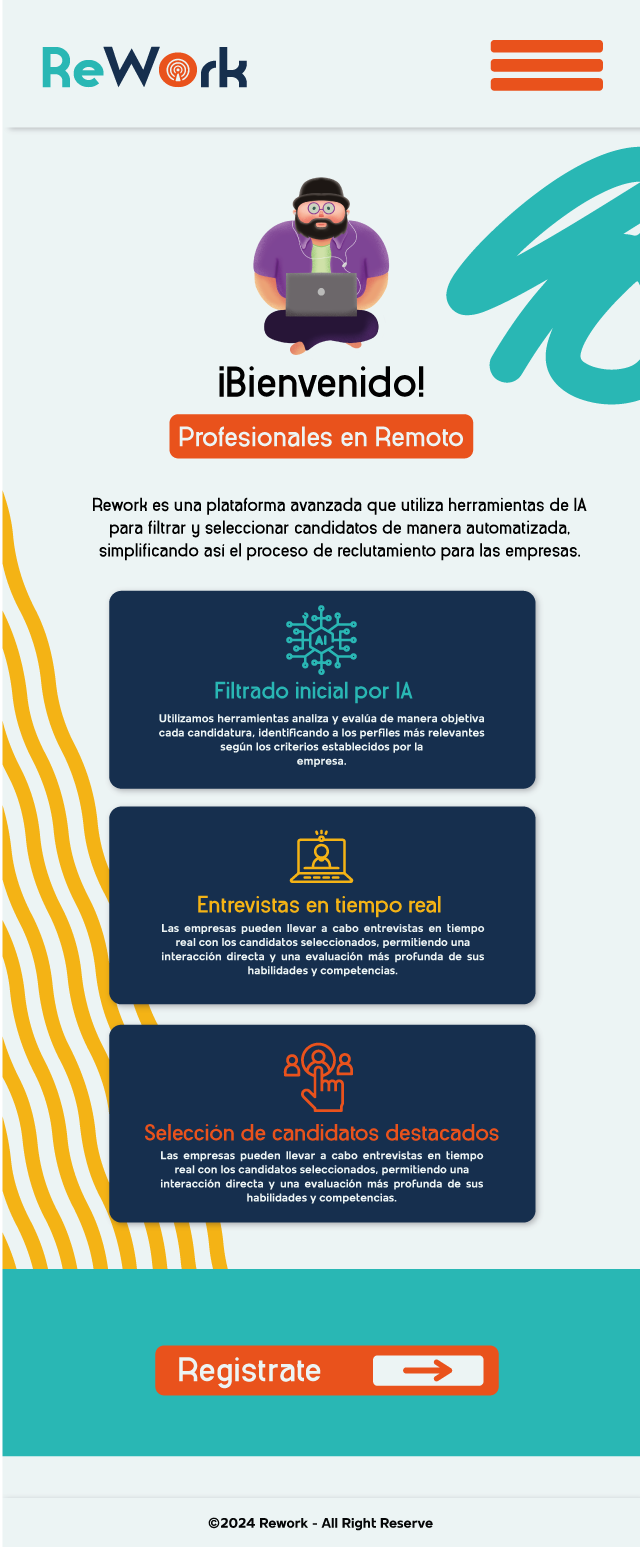 ReWork
¡Bienvenido!
Profesionales en Remoto
Rework es una plataforma avanzada que utiliza herramientas de IA
para filtrar y seleccionar candidatos de manera automatizada,
simplificando así el proceso de reclutamiento para las empresas.
AI
Filtrado inicial por IA
Utilizamos herramientas analiza y evalúa de manera objetiva
cada candidatura, identificando a los perfiles más relevantes
según los criterios establecidos por la
empresa.
Entrevistas en tiempo real
Las empresas pueden llevar a cabo entrevistas en tiempo
real con los candidatos seleccionados, permitiendo una
interacción directa y una evaluación más profunda de sus
habilidades y competencias.
Selección de candidatos destacados
Las empresas pueden llevar a cabo entrevistas en tiempo
real con los candidatos seleccionados, permitiendo una
interacción directa y una evaluación más profunda de sus
habilidades y competencias.
Registrate
©2024 Rework - All Right Reserve